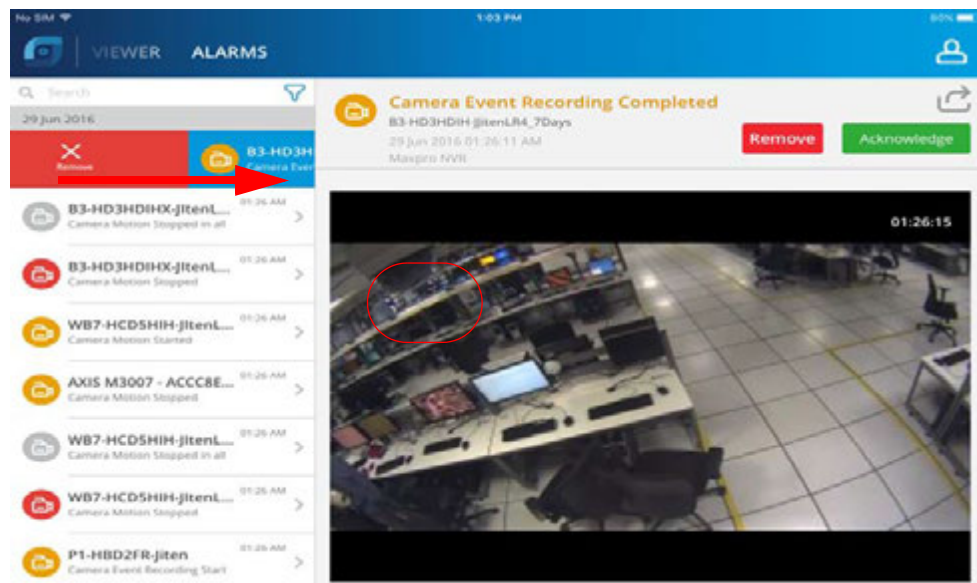 No SIM
1:03 PM
80%
VIEWER ALARMS
Search
29 Jun 2016
Remove
B3-HD3H
Camera Even
B3-HD3HDIHX-JitenL... 01:26 AM
Camera Motion Stopped in all
B3-HD3HDIHX-JitenL... 01:26 AM
Camera Motion Stopped
WB7-HCD5HIH-JitenL... 01:26 AM
Camera Motion Started
AXIS M3007 - ACCC8E... 01:26 AM
Camera Motion Stopped
WB7-HCD5HIH-JitenL... 01:26 AM
Camera Motion Stopped in all
WB7-HCD5HIH-JitenL... 01:26 AM
Camera Motion Stopped
P1-HBD2FR-Jiten 01:26 AM
Camera Event Recording Start
Camera Event Recording Completed
B3-HD3HDIH-JitenLR4_7Days
29 Jun 2016 01:26:11 AM
Maxpro NVR
Remove
Acknowledge
01:26:15